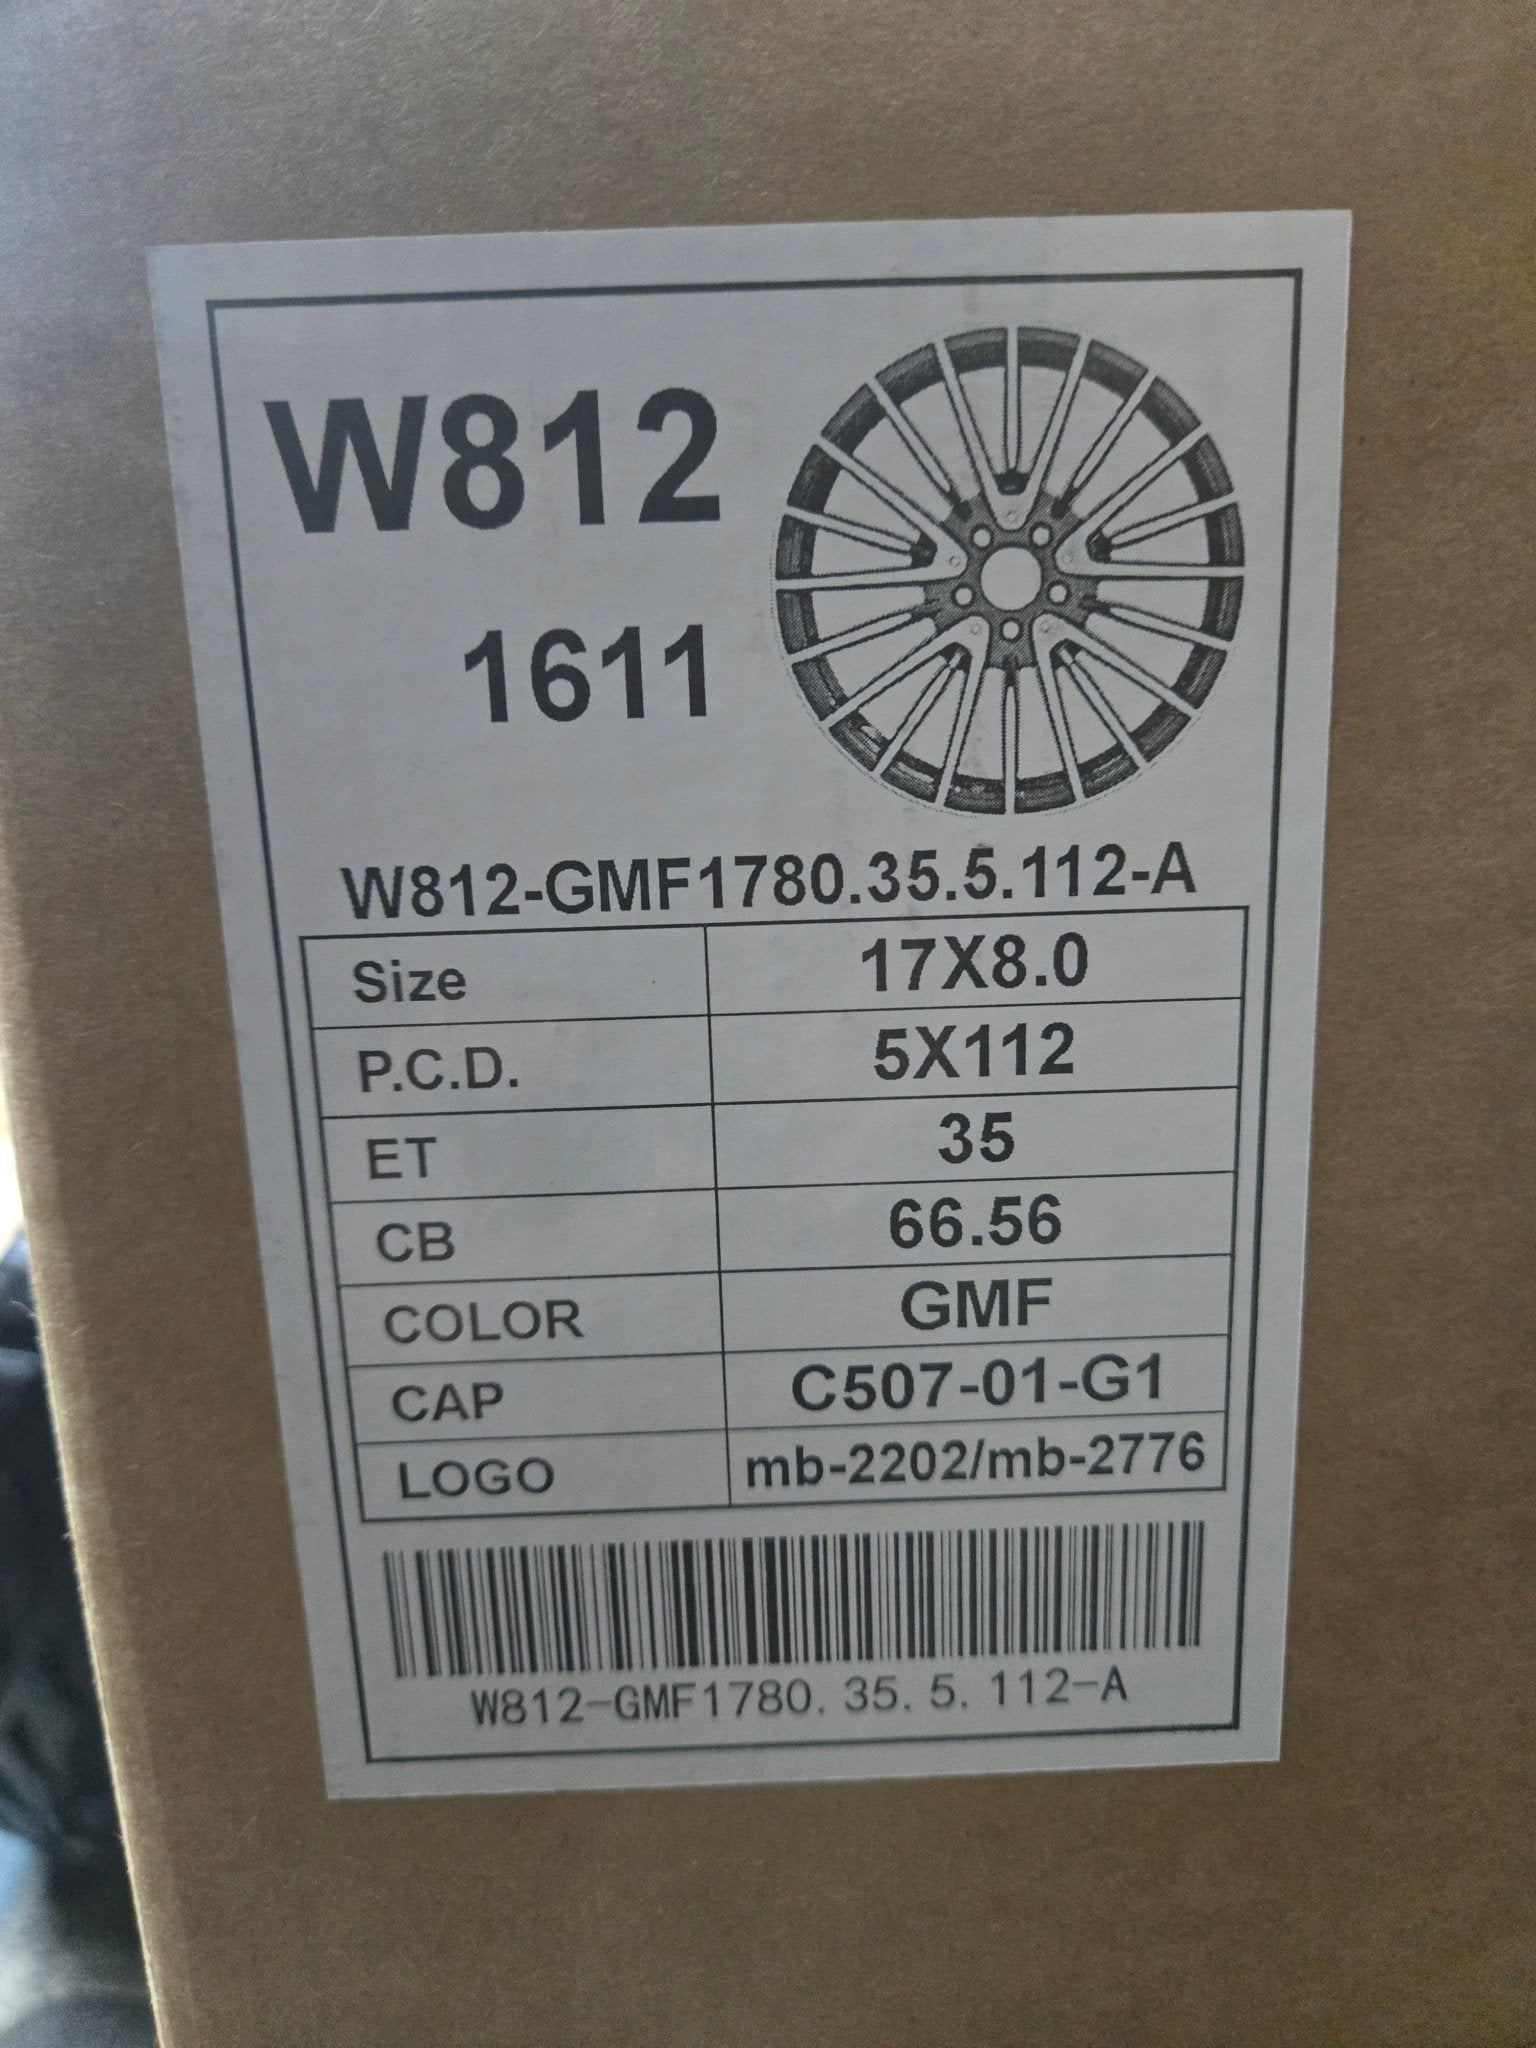 W812
1611
W812-GMF1780.35.5.112-A
Size 17X8.0
P.C.D. 5X112
ET 35
CB 66.56
COLOR GMF
CAP C507-01-G1
LOGO mb-2202/mb-2776
W812-GMF1780.35.5.112-A